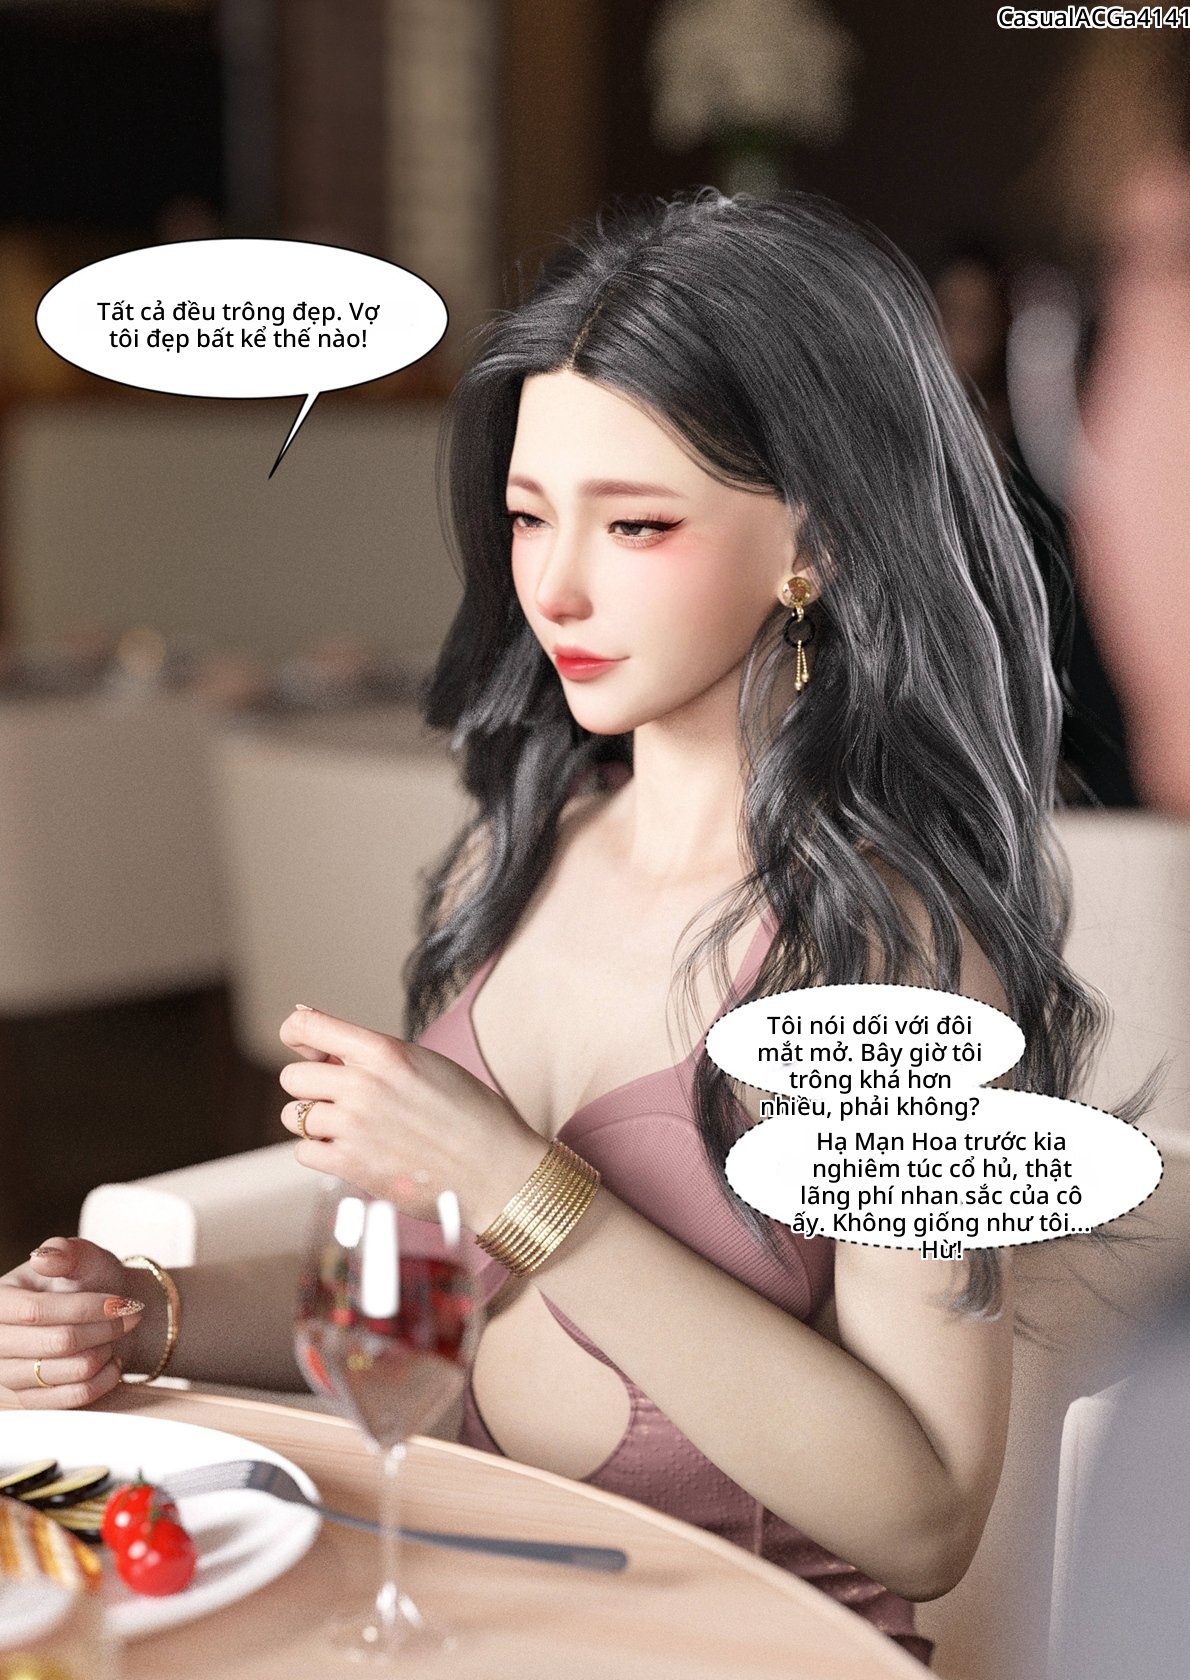 CasualACGa4141
Tất cả đều trông đẹp. Vợ
tôi đẹp bất kể thế nào!
Tôi nói dối với đôi
mắt mở. Bây giờ tôi
trông khá hơn
nhiều, phải không?
Hạ Mạn Hoa trước kia
nghiêm túc cổ hủ, thật
lãng phí nhan sắc của cô
ấy. Không giống như tôi...
Hừ!